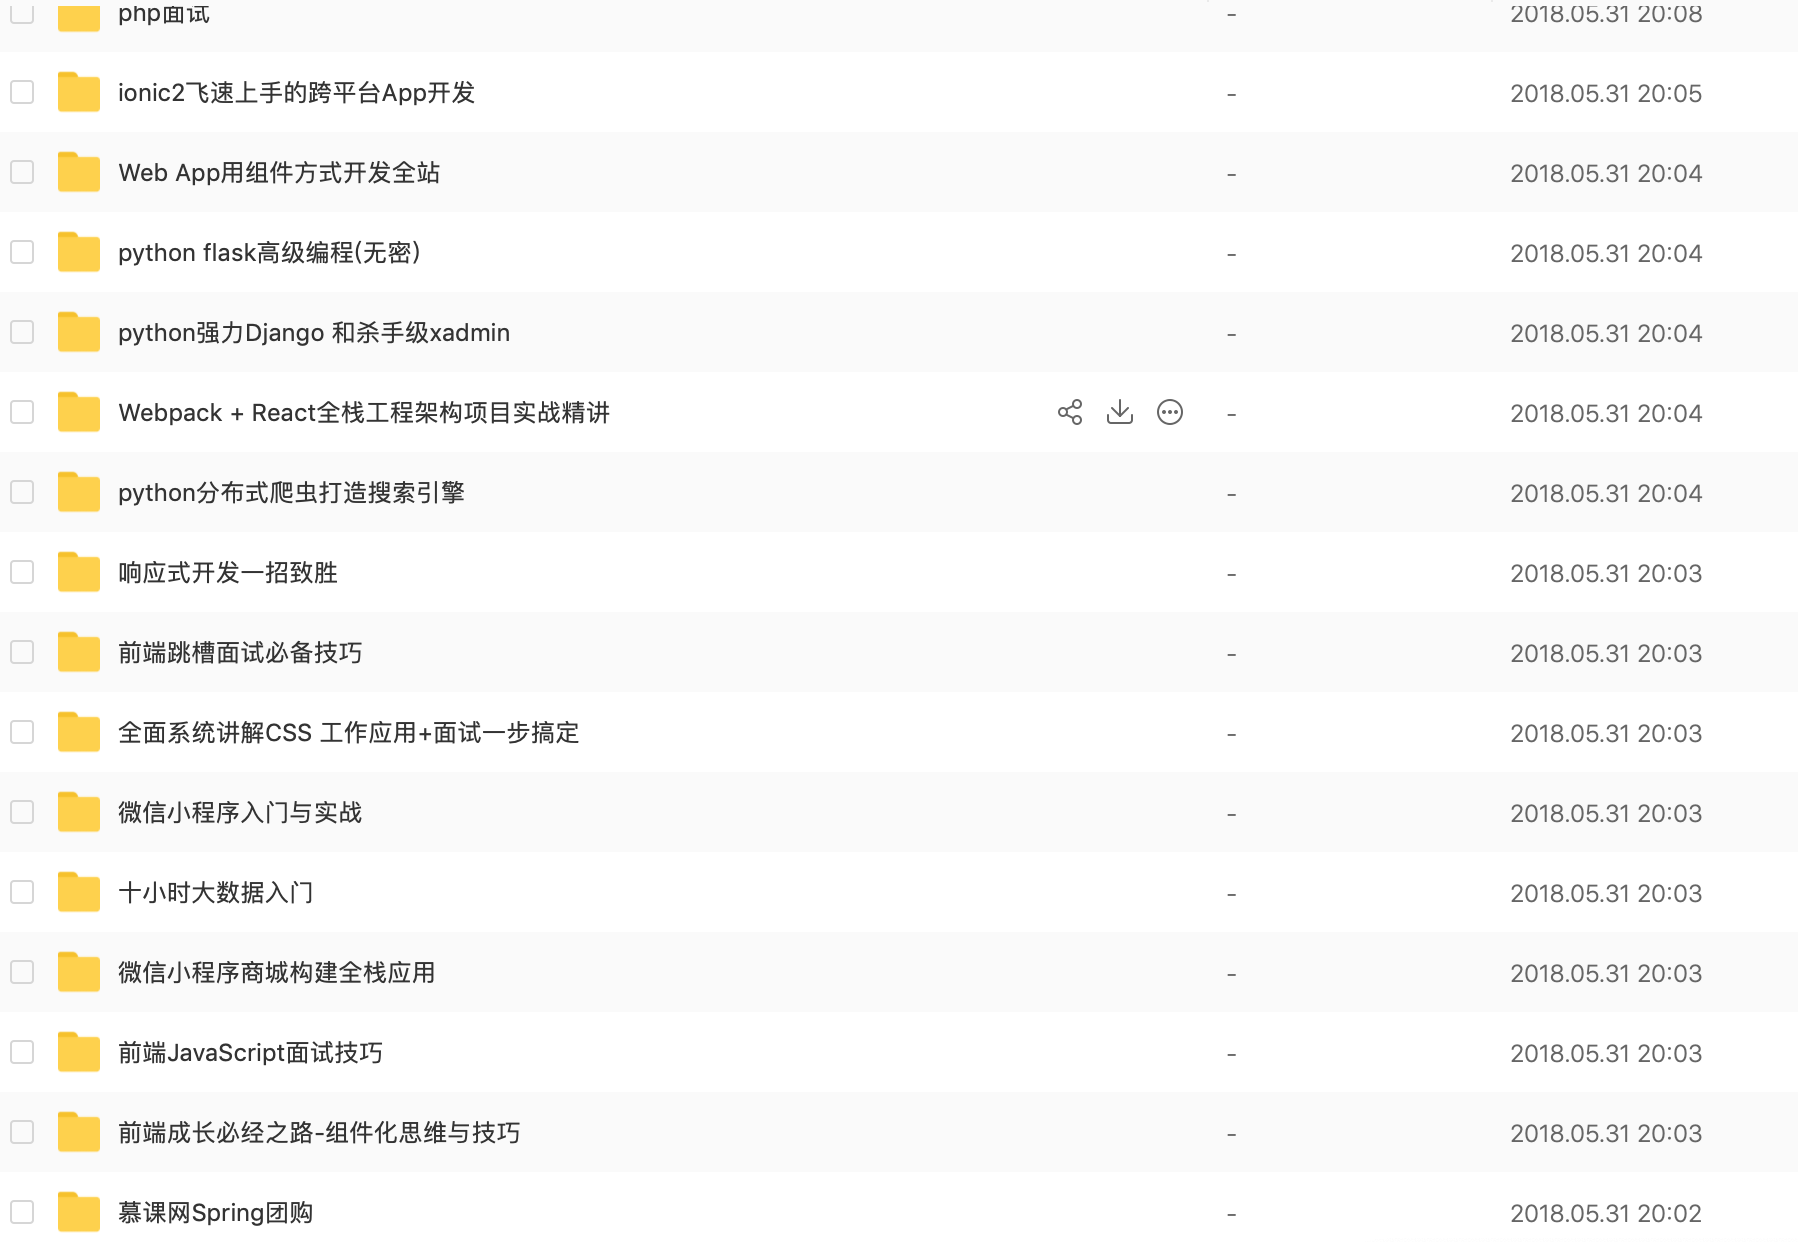 php面试 - 2018.05.31 20:08
ionic2飞速上手的跨平台App开发 - 2018.05.31 20:05
Web App用组件方式开发全站 - 2018.05.31 20:04
python flask高级编程(无密) - 2018.05.31 20:04
python强力Django 和杀手级xadmin - 2018.05.31 20:04
Webpack + React全栈工程架构项目实战精讲 - 2018.05.31 20:04
python分布式爬虫打造搜索引擎 - 2018.05.31 20:04
响应式开发一招致胜 - 2018.05.31 20:03
前端跳槽面试必备技巧 - 2018.05.31 20:03
全面系统讲解CSS 工作应用+面试一步搞定 - 2018.05.31 20:03
微信小程序入门与实战 - 2018.05.31 20:03
十小时大数据入门 - 2018.05.31 20:03
微信小程序商城构建全栈应用 - 2018.05.31 20:03
前端JavaScript面试技巧 - 2018.05.31 20:03
前端成长必经之路-组件化思维与技巧 - 2018.05.31 20:03
慕课网Spring团购 - 2018.05.31 20:02